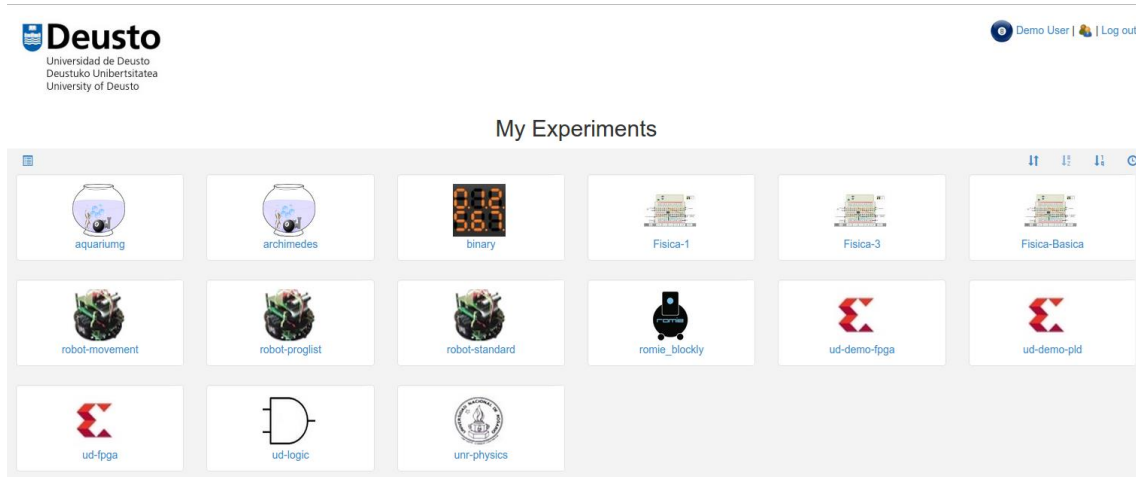 Deusto
Universidad de Deusto
Deustuko Unibertsitatea
University of Deusto
Demo User | | Log out
My Experiments
aquariumg
archimedes
binary
Fisica-1
Fisica-3
Fisica-Basica
robot-movement
robot-proglist
robot-standard
romie
romie_blockly
ud-demo-fpga
ud-demo-pld
ud-fpga
ud-logic
unr-physics